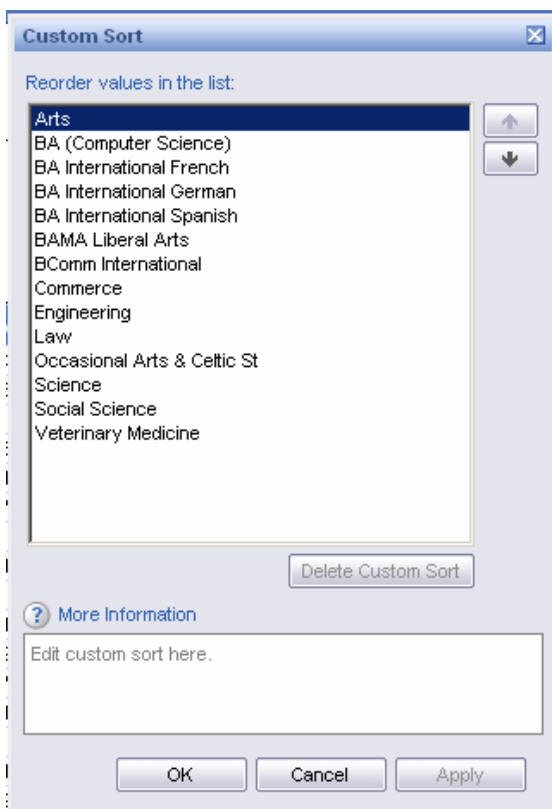 Custom Sort
Reorder values in the list:
Arts
BA (Computer Science)
BA International French
BA International German
BA International Spanish
BAMA Liberal Arts
BComm International
Commerce
Engineering
Law
Occasional Arts & Celtic St
Science
Social Science
Veterinary Medicine
Delete Custom Sort
? More Information
Edit custom sort here.
OK Cancel Apply